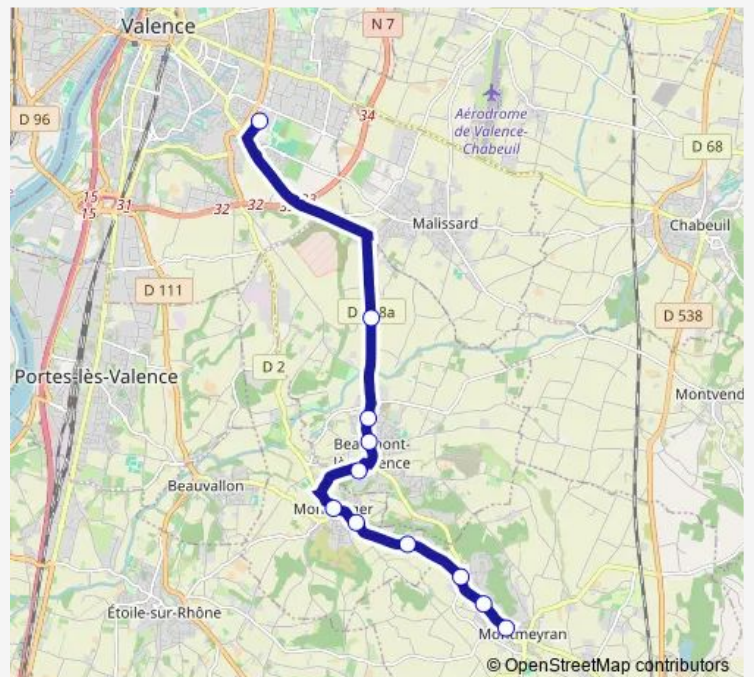 Valence
N 7
D 96
34
Aérodrome
de Valence-
Chabeuil
D 68
15
15
31
32
32
Malissard
Chabeuil
D 111
D 538
D 2
Portes-lès-Valence
Montvend
Beauvallon
Étoile-sur-Rhône
Montmeyran
© OpenStreetMap contributors